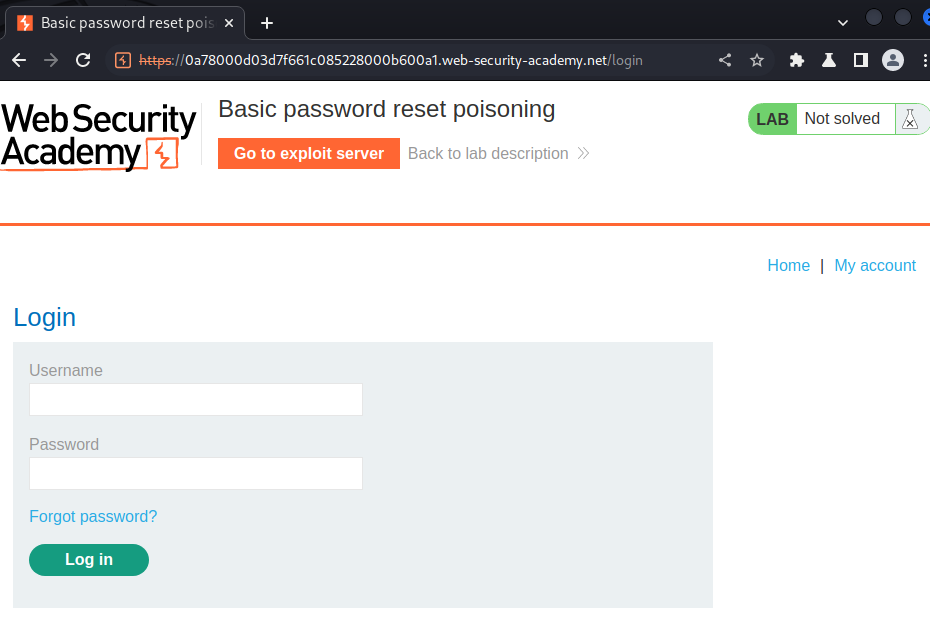 Basic password reset pois
https://0a78000d03d7f661c085228000b600a1.web-security-academy.net/login
Web Security
Academy
Basic password reset poisoning
Go to exploit server
Back to lab description
LAB
Not solved
Home | My account
Login
Username
Password
Forgot password?
Log in